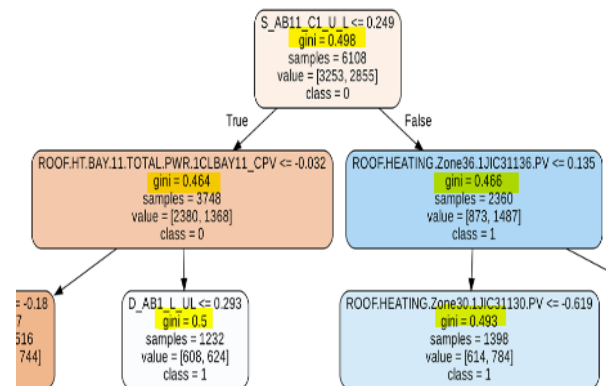 S_AB11_C1_U_L <= 0.249
gini = 0.498
samples = 6108
value = [3253, 2855]
class = 0
True
False
ROOF.HT.BAY.11.TOTAL.PWR.1CLBAY11_CPV <= -0.032
gini = 0.464
samples = 3748
value = [2380, 1368]
class = 0
ROOF.HEATING.Zone36.1JIC31136.PV <= 0.135
gini = 0.466
samples = 2360
value = [873, 1487]
class = 1
= -0.18
7
516
744]
D_AB1_L_UL <= 0.293
gini = 0.5
samples = 1232
value = [608, 624]
class = 1
ROOF.HEATING.Zone30.1JIC31130.PV <= -0.619
gini = 0.493
samples = 1398
value = [614, 784]
class = 1